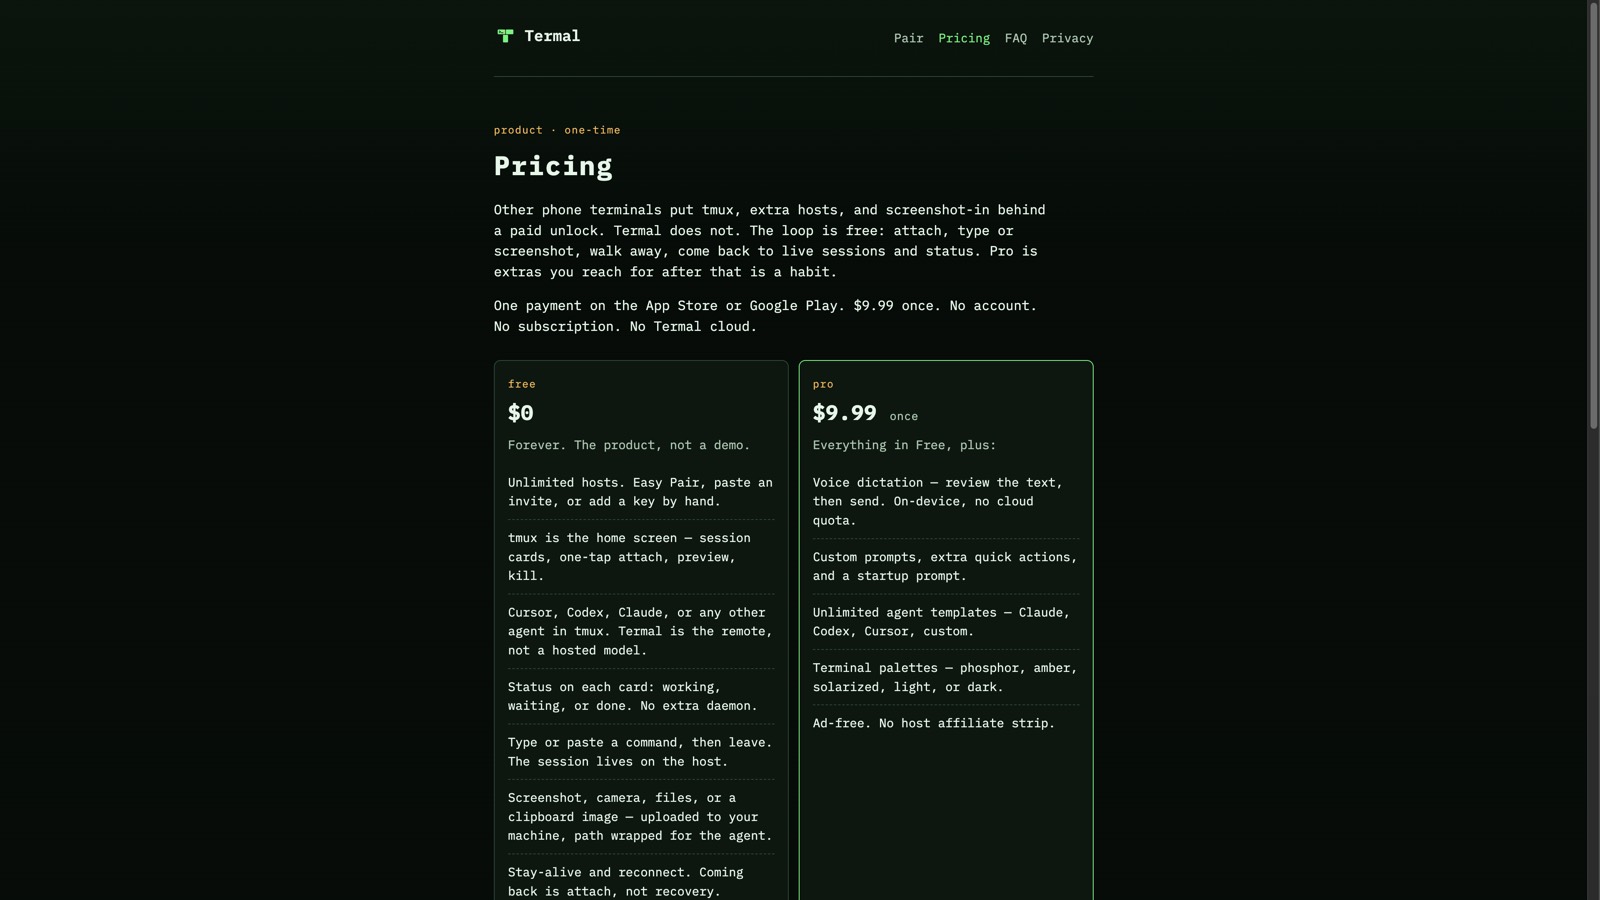 Termal
Pair Pricing FAQ Privacy
product · one-time
Pricing
Other phone terminals put tmux, extra hosts, and screenshot-in behind
a paid unlock. Termal does not. The loop is free: attach, type or
screenshot, walk away, come back to live sessions and status. Pro is
extras you reach for after that is a habit.
One payment on the App Store or Google Play. $9.99 once. No account.
No subscription. No Termal cloud.
free
$0
Forever. The product, not a demo.
Unlimited hosts. Easy Pair, paste an
invite, or add a key by hand.
tmux is the home screen — session
cards, one-tap attach, preview,
kill.
Cursor, Codex, Claude, or any other
agent in tmux. Termal is the remote,
not a hosted model.
Status on each card: working,
waiting, or done. No extra daemon.
Type or paste a command, then leave.
The session lives on the host.
Screenshot, camera, files, or a
clipboard image — uploaded to your
machine, path wrapped for the agent.
Stay-alive and reconnect. Coming
back is attach, not recovery.
pro
$9.99 once
Everything in Free, plus:
Voice dictation — review the text,
then send. On-device, no cloud
quota.
Custom prompts, extra quick actions,
and a startup prompt.
Unlimited agent templates — Claude,
Codex, Cursor, custom.
Terminal palettes — phosphor, amber,
solarized, light, or dark.
Ad-free. No host affiliate strip.